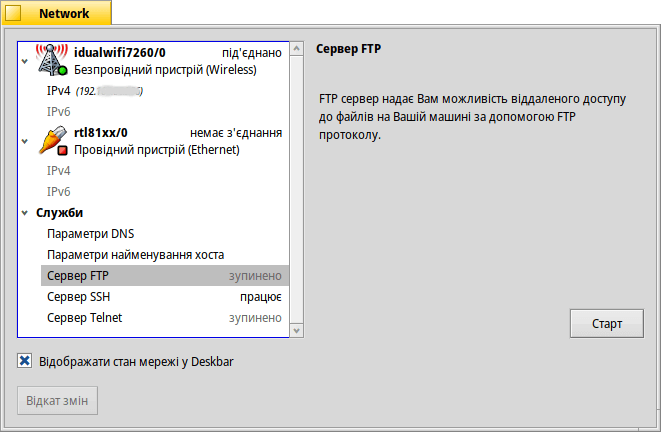 Network
idualwifi7260/0 під'єднано
Безпровідний пристрій (Wireless)
IPv4
IPv6
rtl81xx/0 немає з'єднання
Провідний пристрій (Ethernet)
IPv4
IPv6
Служби
Параметри DNS
Параметри найменування хоста
Сервер FTP зупинено
Сервер SSH працює
Сервер Telnet зупинено
Сервер FTP
FTP сервер надає Вам можливість віддаленого доступу
до файлів на Вашій машині за допомогою FTP
протоколу.
Старт
Відображати стан мережі у Deskbar
Відкат змін